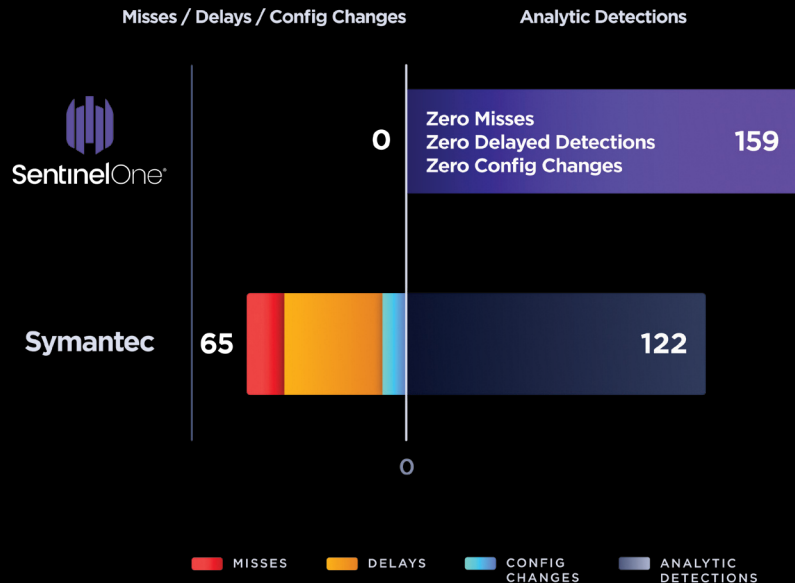 Misses / Delays / Config Changes
Analytic Detections
SentinelOne®
0
Zero Misses
Zero Delayed Detections
Zero Config Changes
159
Symantec
65
122
0
MISSES
DELAYS
CONFIG
CHANGES
ANALYTIC
DETECTIONS